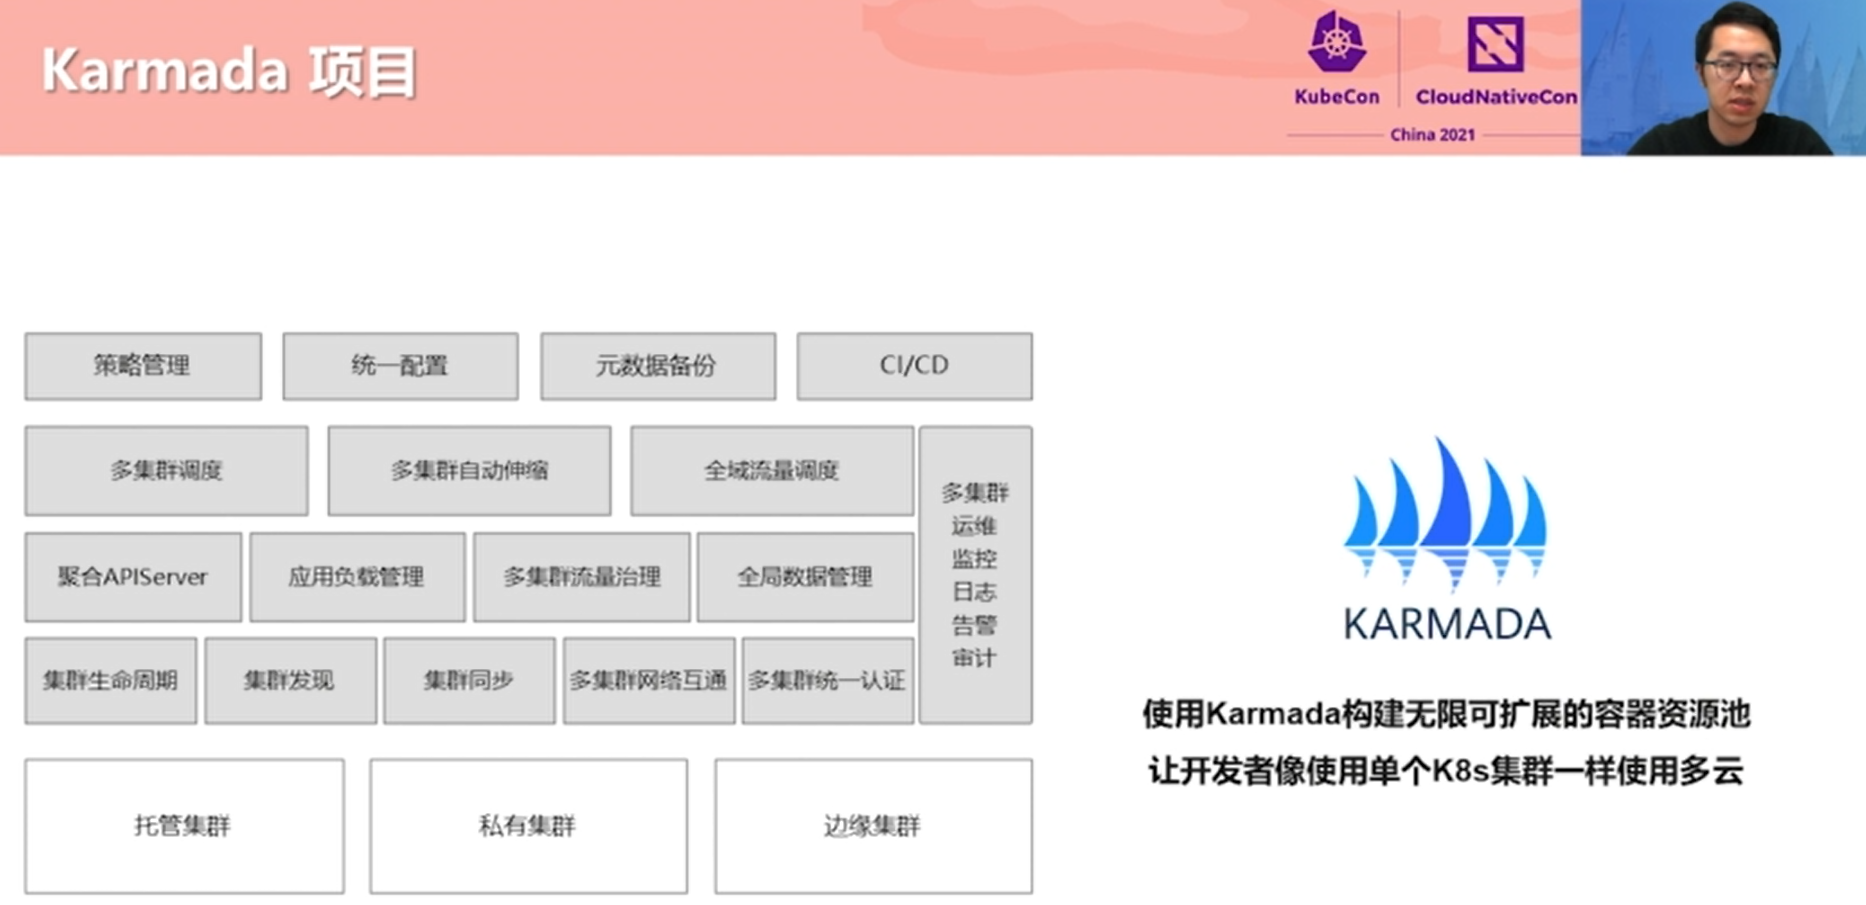 Karmada 项目
KubeCon
CloudNativeCon
China 2021
策略管理
统一配置
元数据备份
CI/CD
多集群调度
多集群自动伸缩
全域流量调度
多集群
运维
监控
日志
告警
审计
聚合APIServer
应用负载管理
多集群流量治理
全局数据管理
集群生命周期
集群发现
集群同步
多集群网络互通
多集群统一认证
托管集群
私有集群
边缘集群
KARMADA
使用Karmada构建无限可扩展的容器资源池
让开发者像使用单个K8s集群一样使用多云